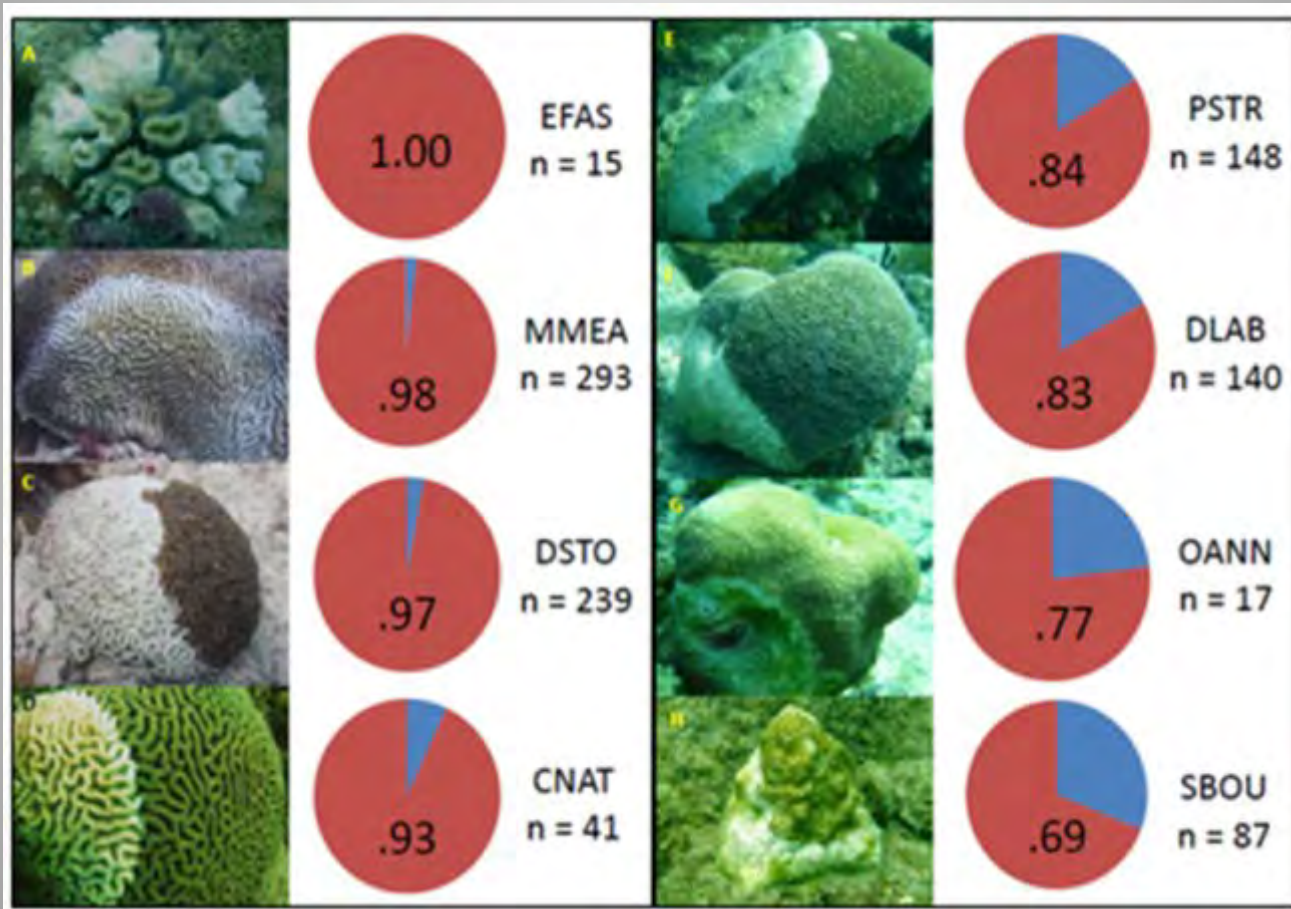 A
1.00
EFAS
n = 15
B
.98
MMEA
n = 293
C
.97
DSTO
n = 239
D
.93
CNAT
n = 41
E
.84
PSTR
n = 148
.83
DLAB
n = 140
G
.77
OANN
n = 17
H
.69
SBOU
n = 87